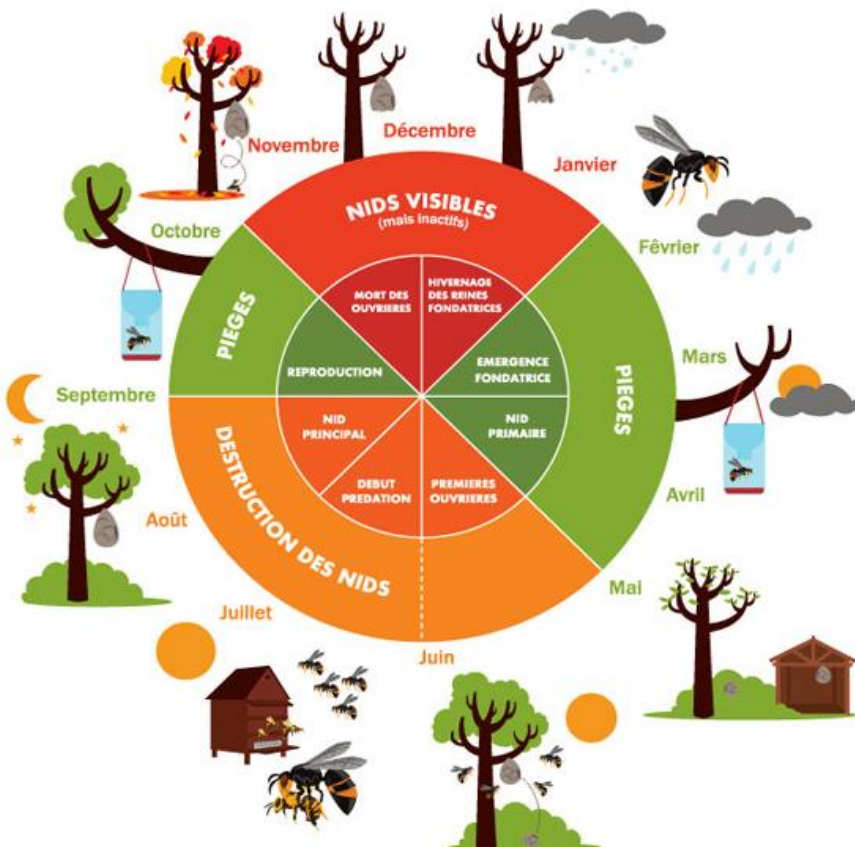 Novembre
Décembre
Janvier
Octobre
Fêvrier
Septembre
Mars
Août
Avril
Juillet
Mai
Juin
NIDS VISIBLES
(mais inactifs)
PIEGES
PIEGES
DESTRUCTION DES NIDS
MORT DES
OUVRIERES
HIVERNAGE
DES REINES
FONDATRICES
REPRODUCTION
EMERGENCE
FONDATRICE
NID
PRINCIPAL
NID
PRIMAIRE
DEBUT
PREDATION
PREMIERES
OUVRIERES